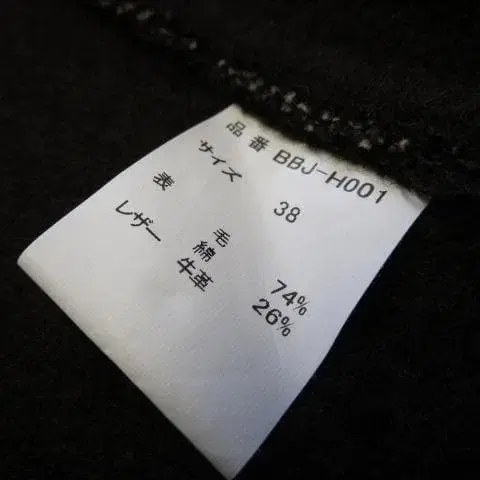 品番 BBJ-H001
サイズ 38
表 毛 74%
綿 26%
レザー 牛革